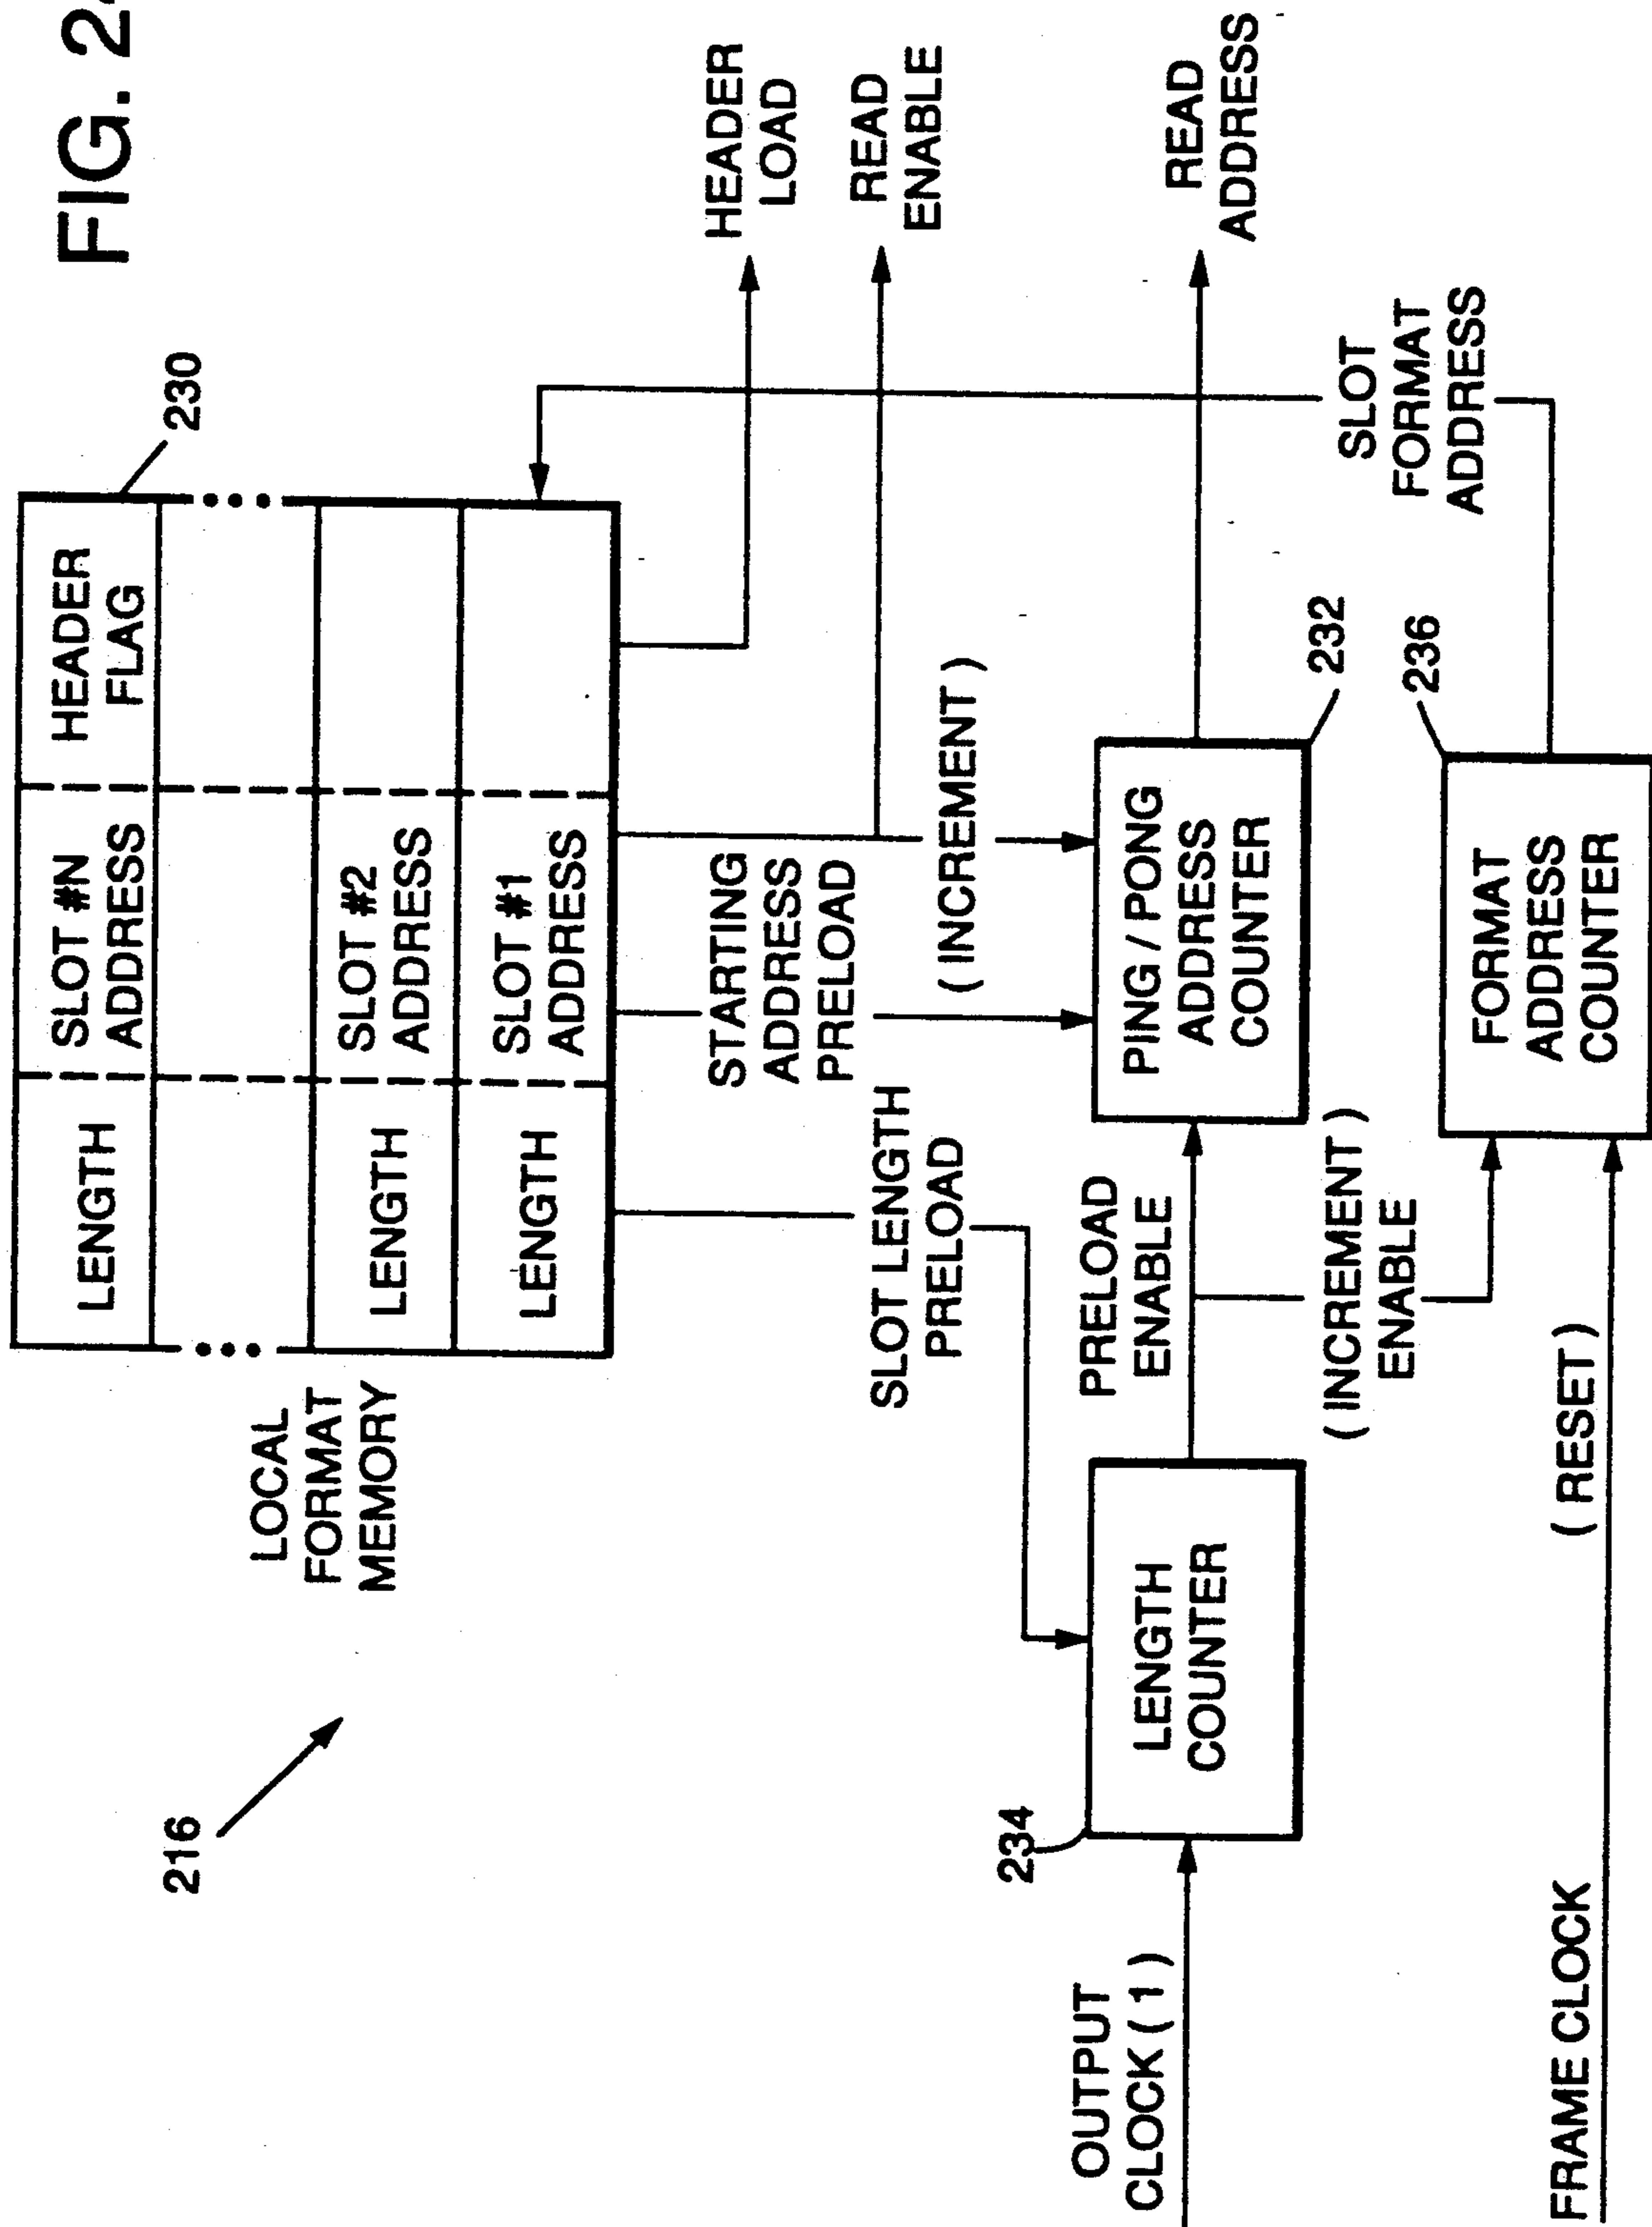 FIG. 2
230
LENGTH
SLOT #N
ADDRESS
HEADER
FLAG
LOCAL
FORMAT
MEMORY
LENGTH
SLOT #2
ADDRESS
LENGTH
SLOT #1
ADDRESS
216
HEADER
LOAD
READ
ENABLE
STARTING
ADDRESS
PRELOAD
( INCREMENT )
SLOT LENGTH
PRELOAD
READ
ADDRESS
234
LENGTH
COUNTER
OUTPUT
CLOCK ( 1 )
PRELOAD
ENABLE
PING / PONG
ADDRESS
COUNTER
232
( INCREMENT )
ENABLE
SLOT
FORMAT
ADDRESS
236
FORMAT
ADDRESS
COUNTER
FRAME CLOCK
( RESET )